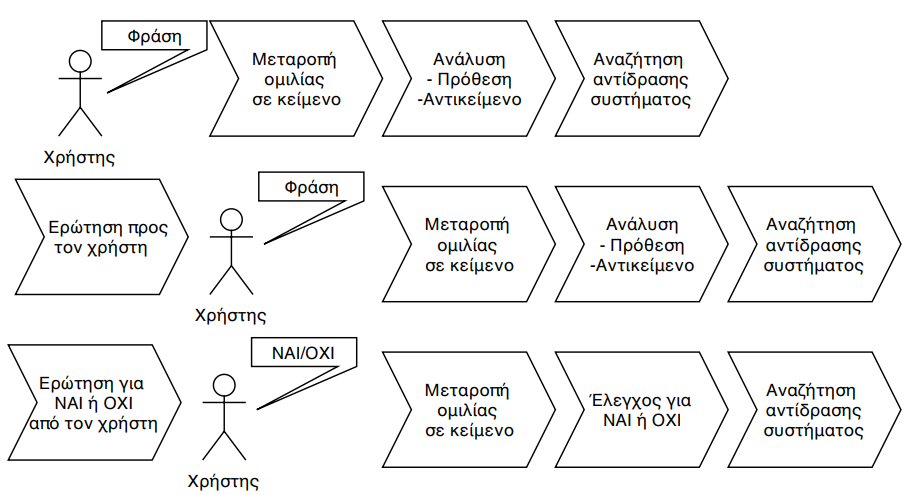 Φράση
Μεταροπή
ομιλίας
σε κείμενο
Ανάλυση
- Πρόθεση
-Αντικείμενο
Αναζήτηση
αντίδρασης
συστήματος
Χρήστης
Ερώτηση προς
τον χρήστη
Φράση
Χρήστης
Μεταροπή
ομιλίας
σε κείμενο
Ανάλυση
- Πρόθεση
-Αντικείμενο
Αναζήτηση
αντίδρασης
συστήματος
Ερώτηση για
ΝΑΙ ή ΟΧΙ
από τον χρήστη
ΝΑΙ/ΟΧΙ
Χρήστης
Μεταροπή
ομιλίας
σε κείμενο
Έλεγχος για
ΝΑΙ ή ΟΧΙ
Αναζήτηση
αντίδρασης
συστήματος